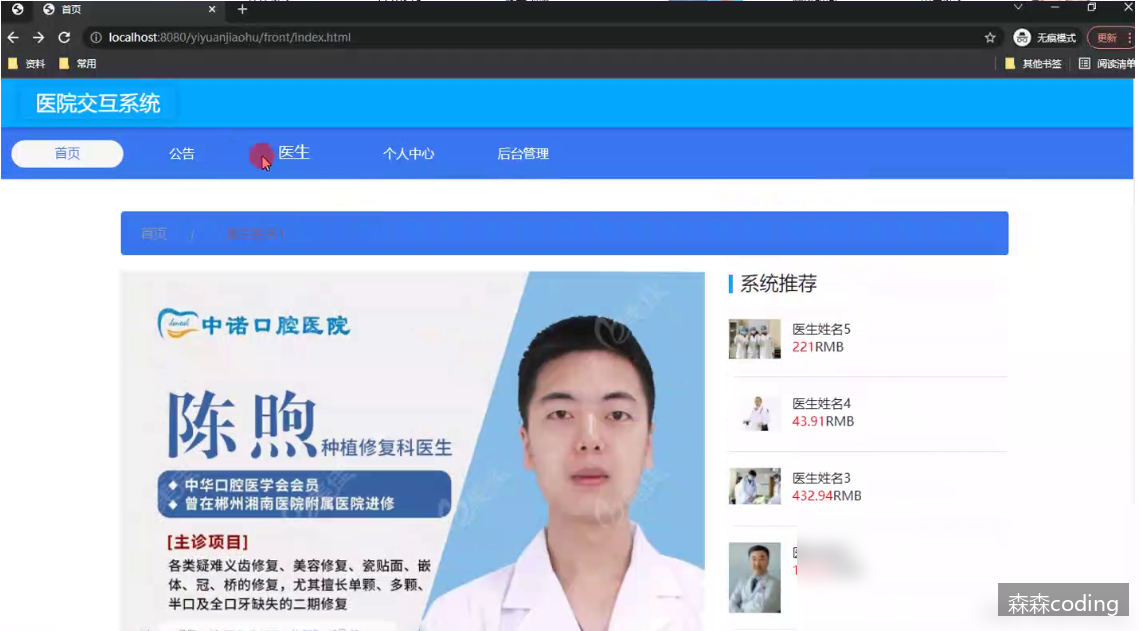 首页
localhost:8080/yiyuanjiaohu/front/index.html
无痕模式
更新
资料
常用
其他书签
阅读清单
医院交互系统
首页
公告
医生
个人中心
后台管理
首页 /
dental
中诺口腔医院
陈煦
种植修复科医生
◆ 中华口腔医学会会员
◆ 曾在郴州湘南医院附属医院进修
[主诊项目]
各类疑难义齿修复、美容修复、瓷贴面、嵌
体、冠、桥的修复，尤其擅长单颗、多颗、
半口及全口牙缺失的二期修复
系统推荐
医生姓名5
221RMB
医生姓名4
43.91RMB
医生姓名3
432.94RMB
森森coding